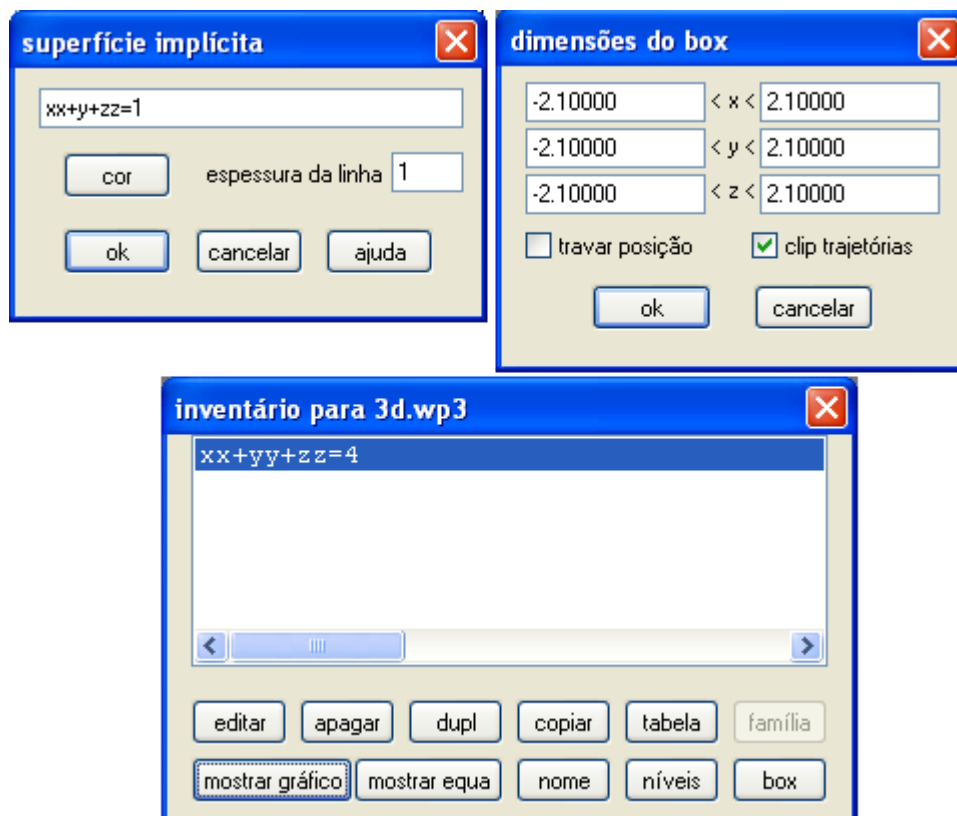 superfície implícita
xx+y+zz=1
cor espessura da linha 1
ok cancelar ajuda
dimensões do box
-2.10000 < x < 2.10000
-2.10000 < y < 2.10000
-2.10000 < z < 2.10000
travar posição clip trajetórias
ok cancelar
inventário para 3d.wp3
xx+yy+zz=4
editar apagar dupl copiar tabela família
mostrar gráfico mostrar equa nome níveis box